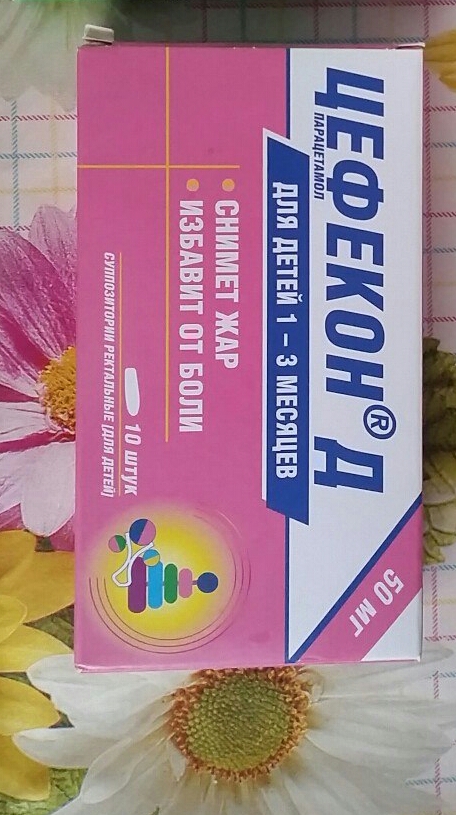 ЦЕФЕКОН® Д
ПАРАЦЕТАМОЛ
ДЛЯ ДЕТЕЙ 1 – 3 МЕСЯЦЕВ
50 МГ
СНИМЕТ ЖАР
ИЗБАВИТ ОТ БОЛИ
10 ШТУК
СУППОЗИТОРИИ РЕКТАЛЬНЫЕ (ДЛЯ ДЕТЕЙ)